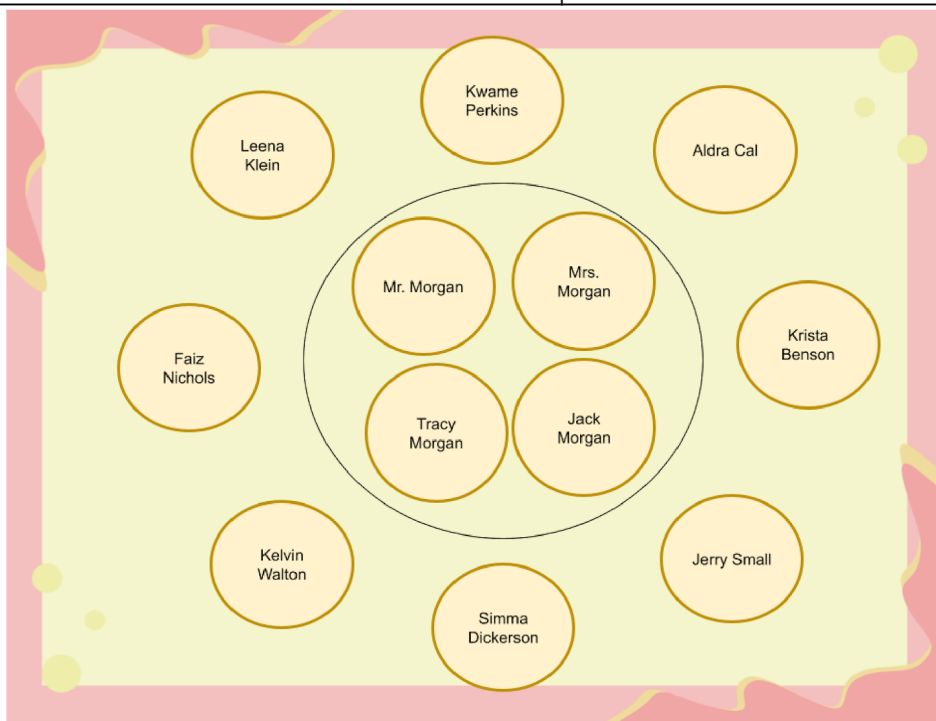 Kwame
Perkins
Leena
Klein
Aldra Cal
Mr. Morgan
Mrs.
Morgan
Krista
Benson
Faiz
Nichols
Tracy
Morgan
Jack
Morgan
Kelvin
Walton
Jerry Small
Simma
Dickerson